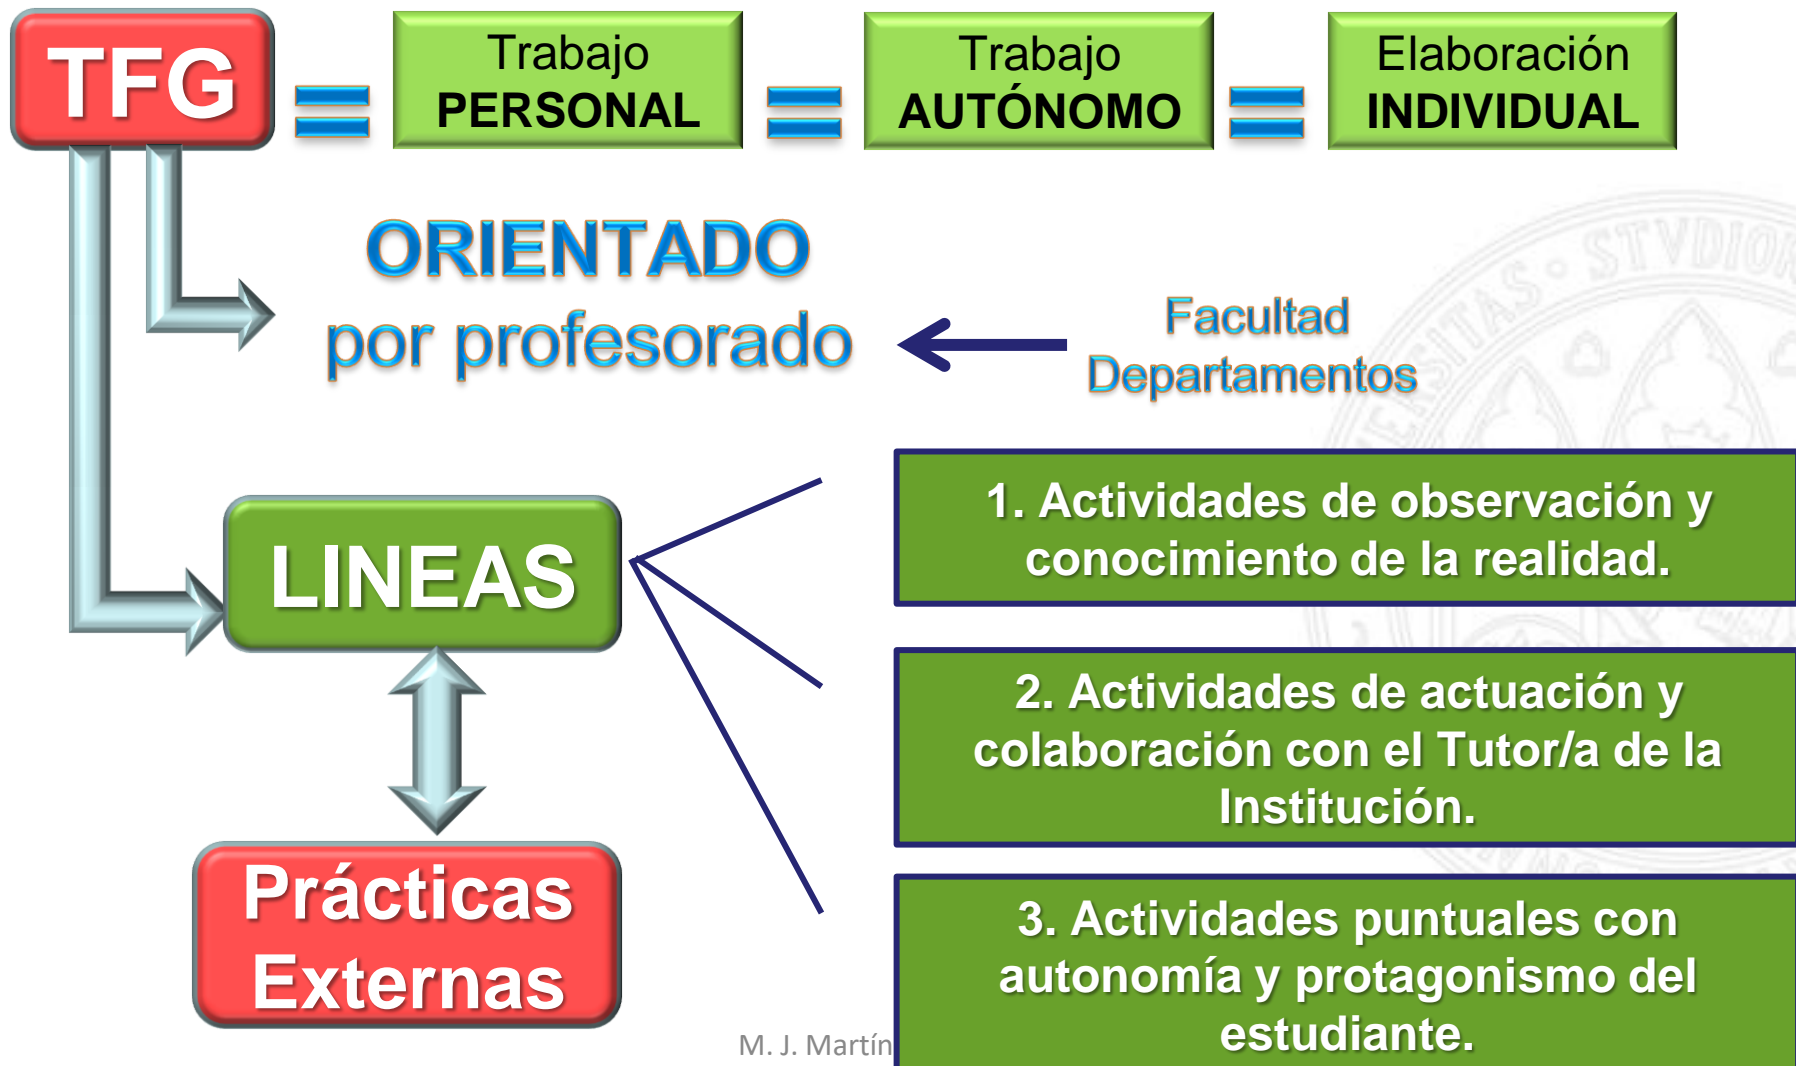 TFG
=
Trabajo
PERSONAL
=
Trabajo
AUTÓNOMO
=
Elaboración
INDIVIDUAL
ORIENTADO
por profesorado
Facultad
Departamentos
LINEAS
1. Actividades de observación y
conocimiento de la realidad.
2. Actividades de actuación y
colaboración con el Tutor/a de la
Institución.
Prácticas
Externas
3. Actividades puntuales con
autonomía y protagonismo del
estudiante.
M. J. Martín
STVDIOR